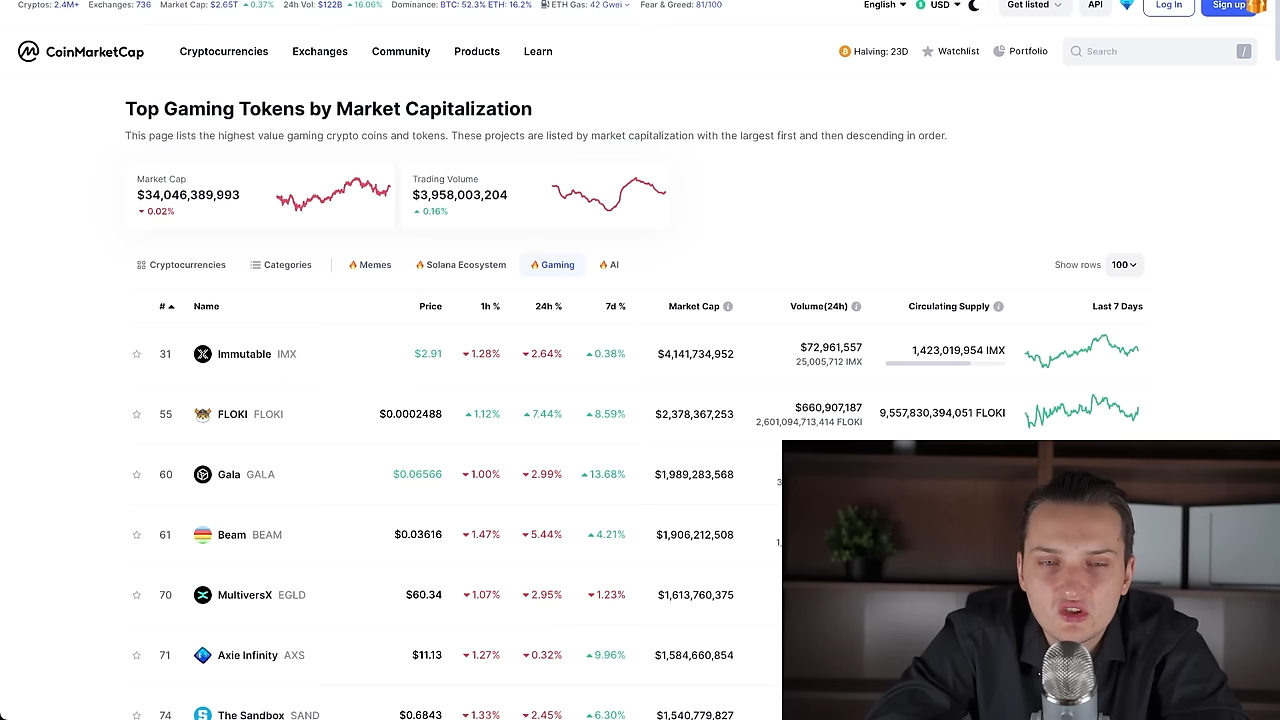 Cryptos: 2.4M+ Exchanges: 736 Market Cap: $2.65T 0.37% 24h Vol: $122B 16.06% Dominance: BTC: 52.3% ETH: 16.2% ETH Gas: 42 Gwei Fear & Greed: 81/100 English USD Get listed API Log In Sign up
CoinMarketCap Cryptocurrencies Exchanges Community Products Learn Halving: 23D Watchlist Portfolio Search /
Top Gaming Tokens by Market Capitalization
This page lists the highest value gaming crypto coins and tokens. These projects are listed by market capitalization with the largest first and then descending in order.
Market Cap Trading Volume
$34,046,389,993 $3,958,003,204
0.02% 0.16%
Cryptocurrencies Categories Memes Solana Ecosystem Gaming AI Show rows 100
# Name Price 1h % 24h % 7d % Market Cap Volume(24h) Circulating Supply Last 7 Days
31 Immutable IMX $2.91 1.28% 2.64% 0.38% $4,141,734,952 $72,961,557 1,423,019,954 IMX
25,005,712 IMX
55 FLOKI FLOKI $0.0002488 1.12% 7.44% 8.59% $2,378,367,253 $660,907,187 9,557,830,394,051 FLOKI
2,601,094,713,414 FLOKI
60 Gala GALA $0.06566 1.00% 2.99% 13.68% $1,989,283,568
61 Beam BEAM $0.03616 1.47% 5.44% 4.21% $1,906,212,508
70 MultiversX EGLD $60.34 1.07% 2.95% 1.23% $1,613,760,375
71 Axie Infinity AXS $11.13 1.27% 0.32% 9.96% $1,584,660,854
74 The Sandbox SAND $0.6843 1.33% 2.45% 6.30% $1,540,779,827